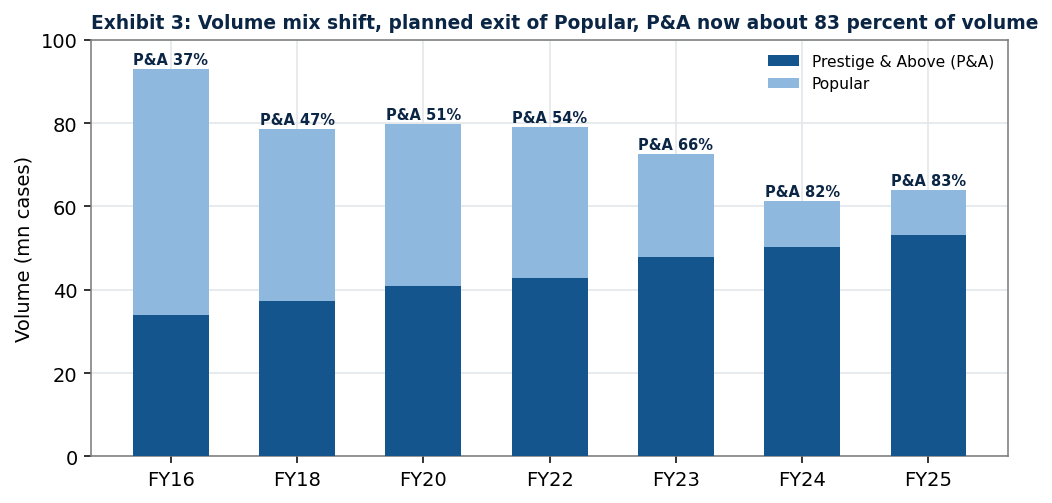 Exhibit 3: Volume mix shift, planned exit of Popular, P&A now about 83 percent of volume
Volume (mn cases)
100
80
60
40
20
0
Prestige & Above (P&A)
Popular
P&A 37%
P&A 47%
P&A 51%
P&A 54%
P&A 66%
P&A 82%
P&A 83%
FY16
FY18
FY20
FY22
FY23
FY24
FY25